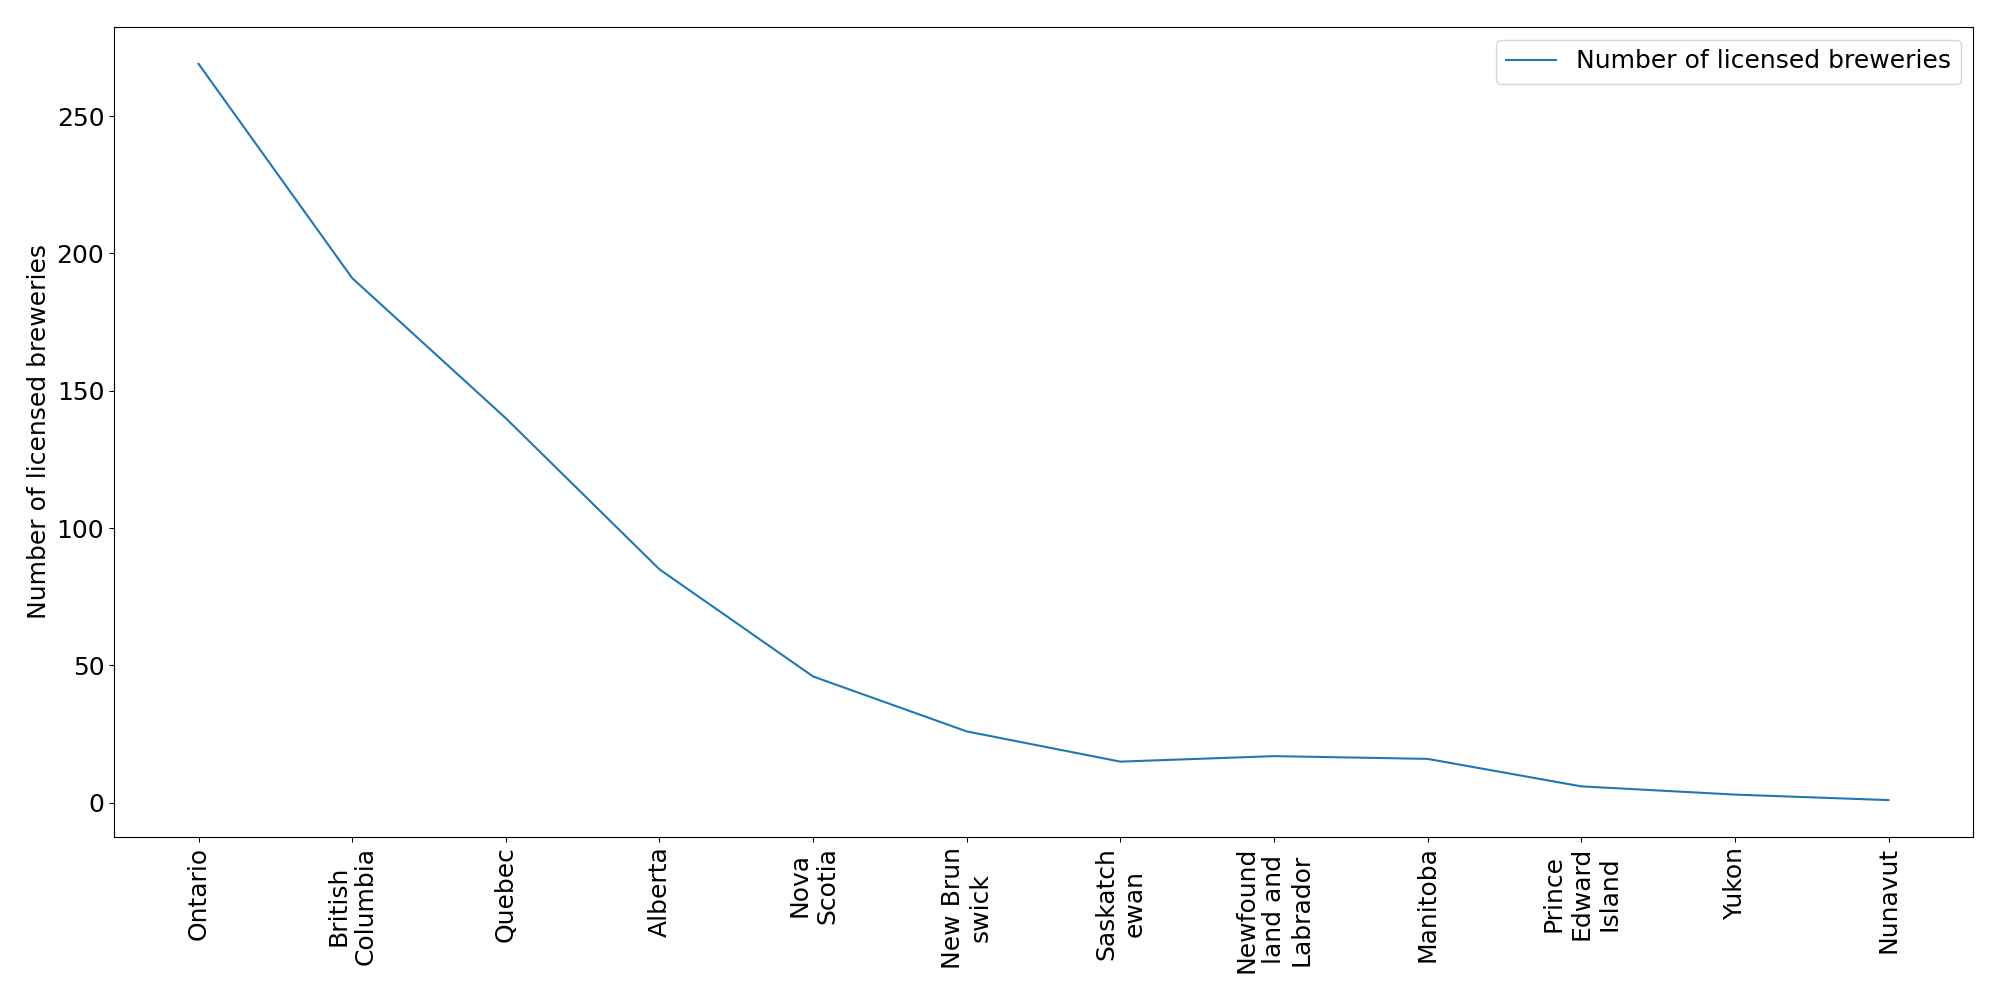 Number of licensed breweries
Number of licensed breweries
250
200
150
100
50
0
Ontario
British
Columbia
Quebec
Alberta
Nova
Scotia
New Brun
swick
Saskatch
ewan
Newfound
land and
Labrador
Manitoba
Prince
Edward
Island
Yukon
Nunavut